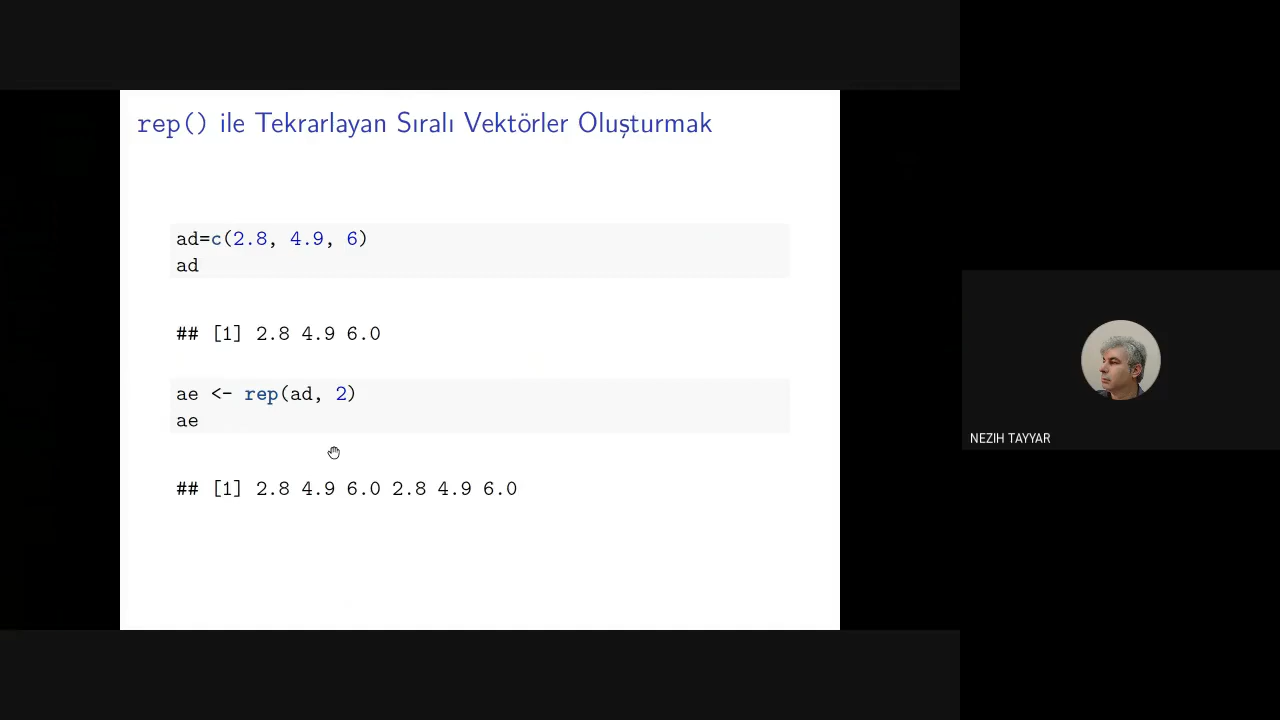 rep() ile Tekrarlayan Sıralı Vektörler Oluşturmak
ad=c(2.8, 4.9, 6)
ad
## [1] 2.8 4.9 6.0
ae <- rep(ad, 2)
ae
## [1] 2.8 4.9 6.0 2.8 4.9 6.0
NEZIH TAYYAR